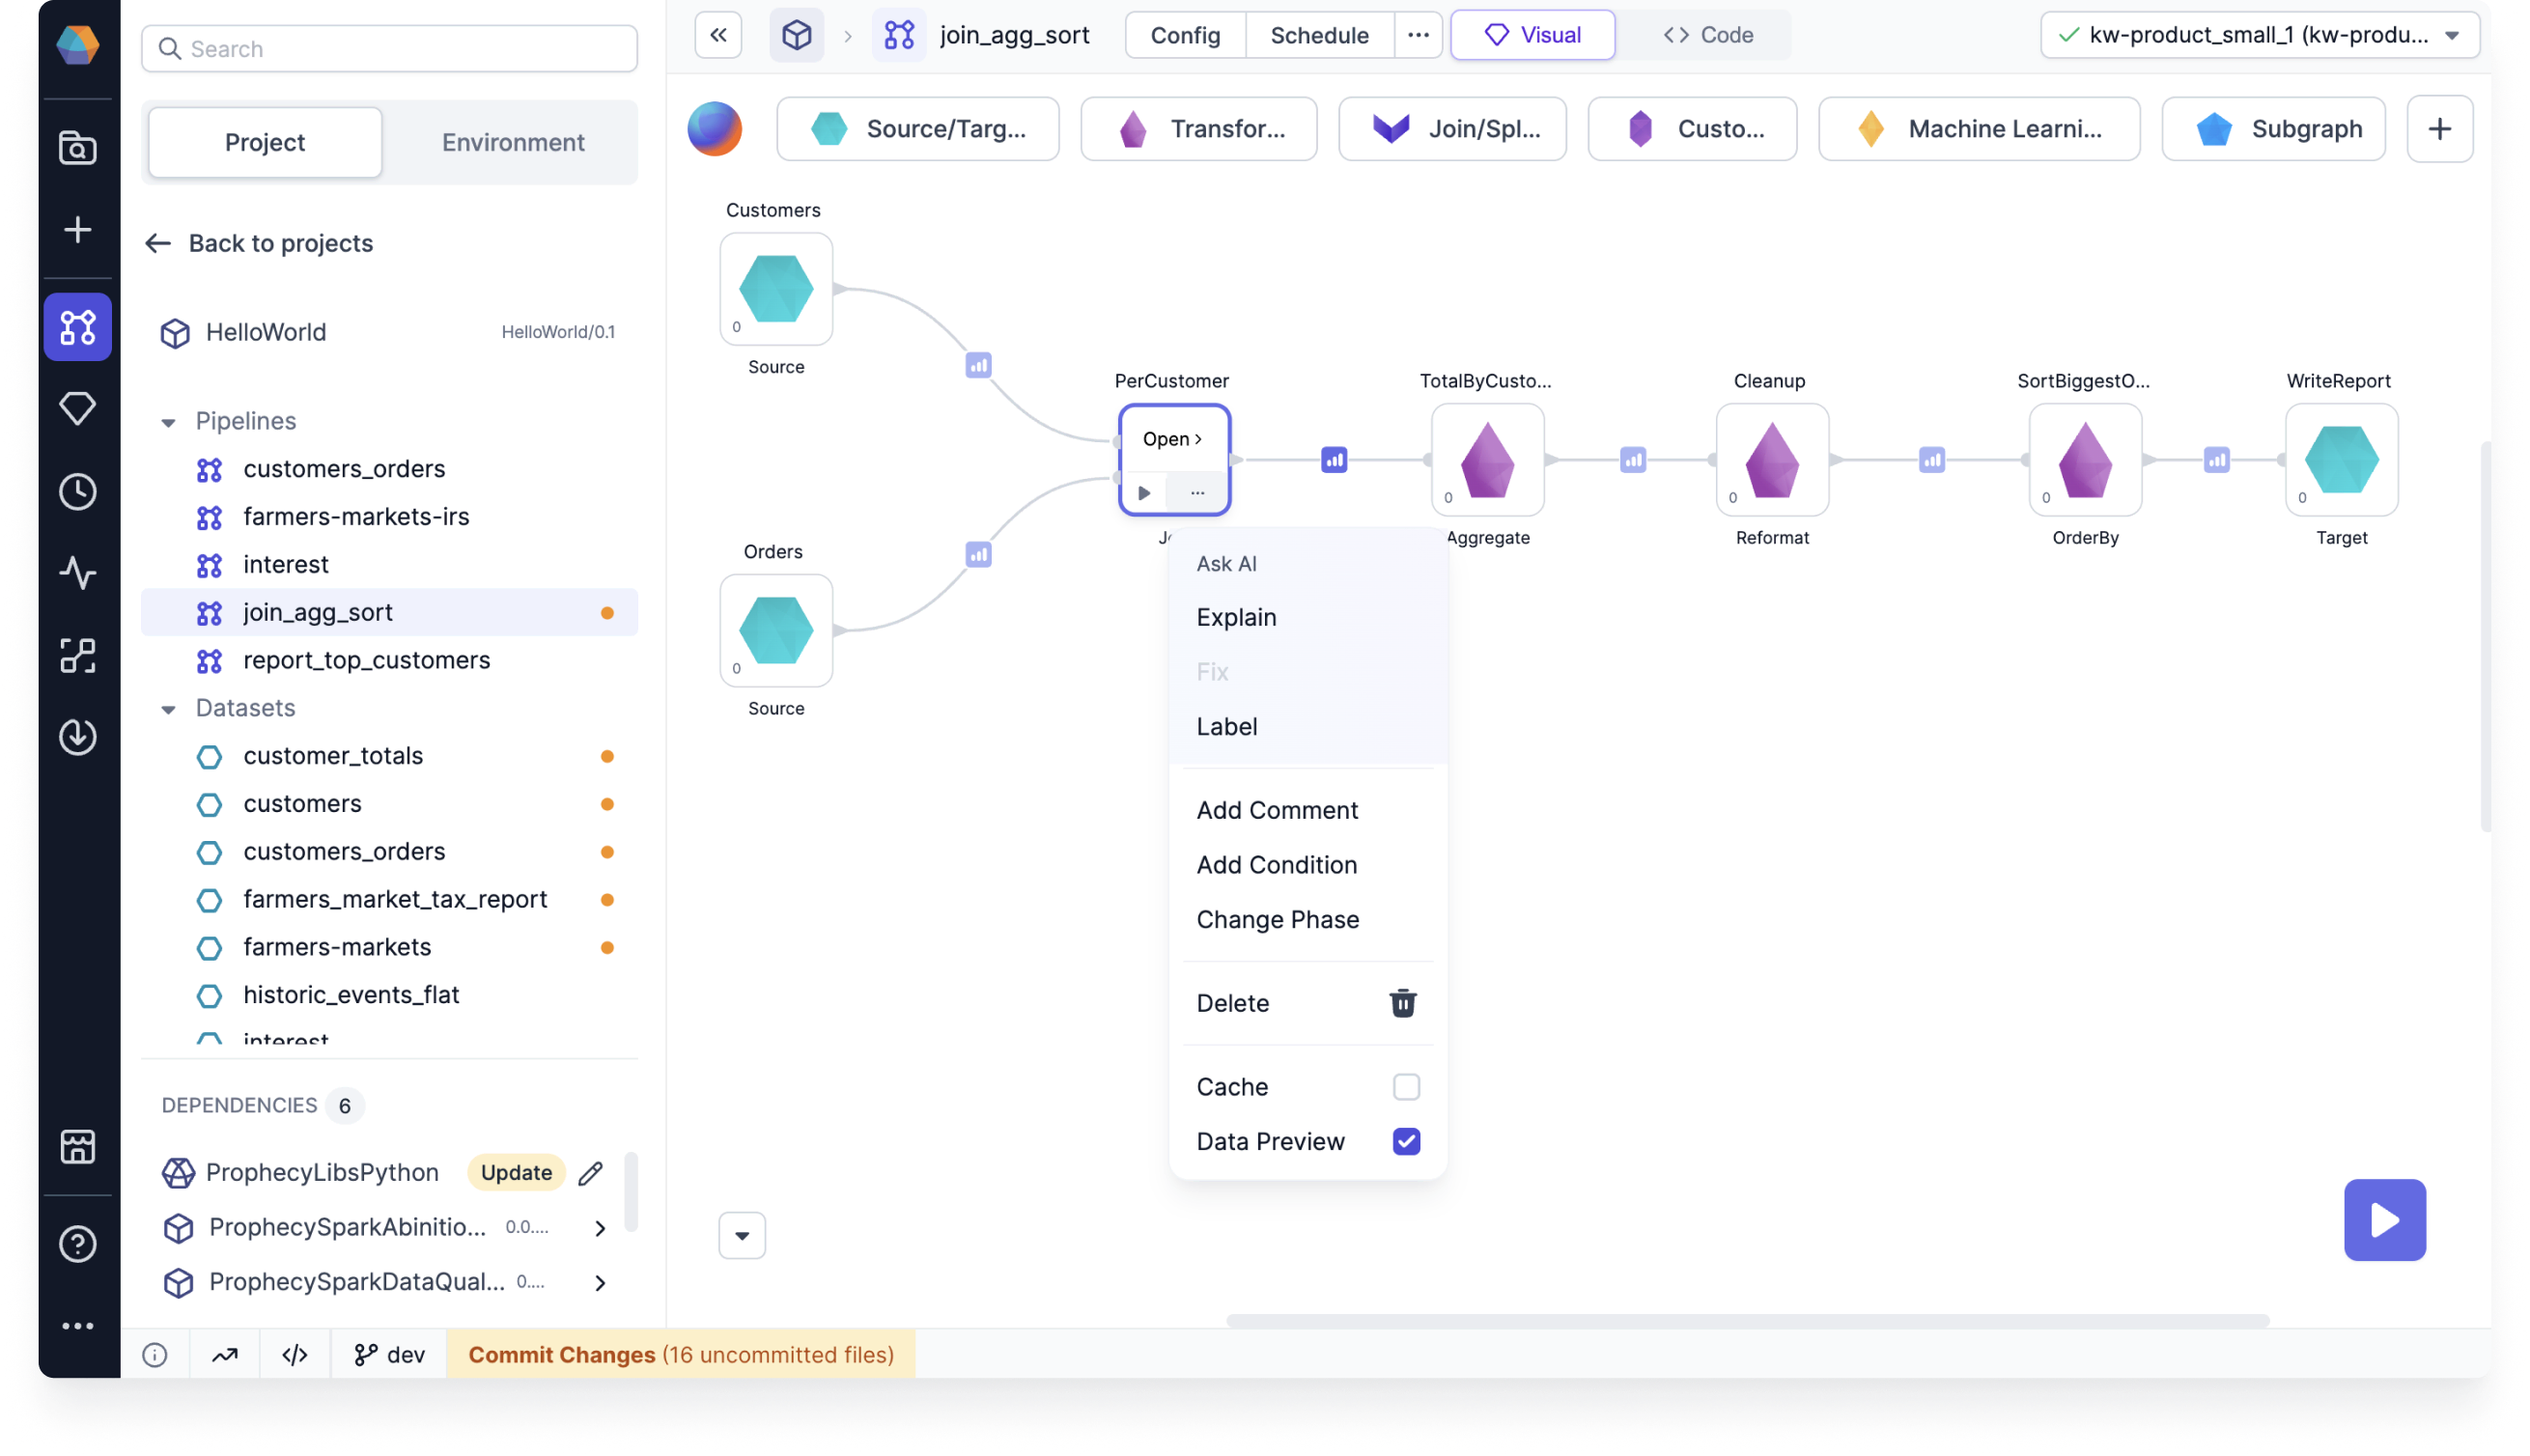 Search
Project
Environment
Back to projects
HelloWorld
HelloWorld/0.1
Pipelines
customers_orders
farmers-markets-irs
interest
join_agg_sort
report_top_customers
Datasets
customer_totals
customers
customers_orders
farmers_market_tax_report
farmers-markets
historic_events_flat
interest
DEPENDENCIES 6
ProphecyLibsPython Update
ProphecySparkAbinitio... 0.0....
ProphecySparkDataQual... 0....
dev
Commit Changes (16 uncommitted files)
join_agg_sort
Config
Schedule
...
Visual
<> Code
kw-product_small_1 (kw-produ...
Source/Targ...
Transfor...
Join/Spl...
Custo...
Machine Learni...
Subgraph
Customers
0
Source
Orders
0
Source
PerCustomer
Open >
...
TotalByCusto...
0
Aggregate
Cleanup
0
Reformat
SortBiggestO...
0
OrderBy
WriteReport
0
Target
Ask AI
Explain
Fix
Label
Add Comment
Add Condition
Change Phase
Delete
Cache
Data Preview